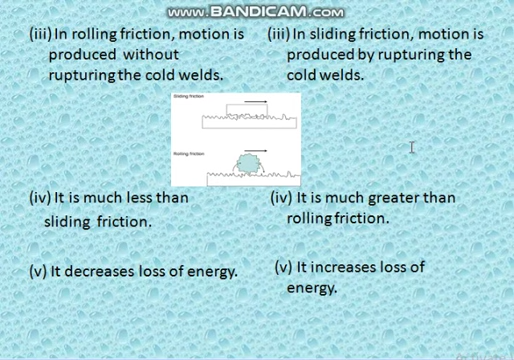 www.BANDICAM.com
(iii) In rolling friction, motion is
produced without
rupturing the cold welds.
(iii) In sliding friction, motion is
produced by rupturing the
cold welds.
Sliding friction
Rolling friction
(iv) It is much less than
sliding friction.
(iv) It is much greater than
rolling friction.
(v) It decreases loss of energy.
(v) It increases loss of
energy.